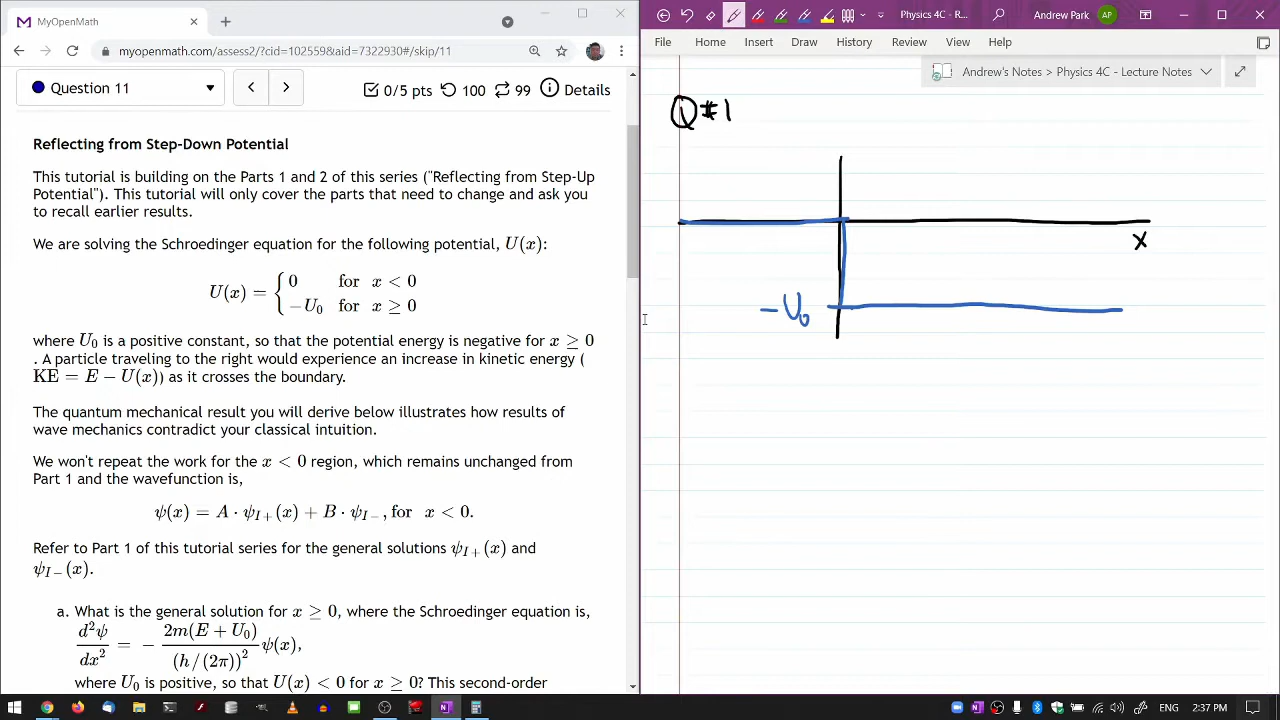 MyOpenMath
myopenmath.com/assess2/?cid=102559&aid=7322930#/skip/11
Question 11
0/5 pts 100 99 Details
Reflecting from Step-Down Potential
This tutorial is building on the Parts 1 and 2 of this series ("Reflecting from Step-Up
Potential"). This tutorial will only cover the parts that need to change and ask you
to recall earlier results.
We are solving the Schroedinger equation for the following potential, U(x):
U(x) = { 0 for x < 0
−U₀ for x ≥ 0
where U₀ is a positive constant, so that the potential energy is negative for x ≥ 0
. A particle traveling to the right would experience an increase in kinetic energy (
KE = E − U(x)) as it crosses the boundary.
The quantum mechanical result you will derive below illustrates how results of
wave mechanics contradict your classical intuition.
We won't repeat the work for the x < 0 region, which remains unchanged from
Part 1 and the wavefunction is,
ψ(x) = A · ψ_{I+}(x) + B · ψ_{I−}, for x < 0.
Refer to Part 1 of this tutorial series for the general solutions ψ_{I+}(x) and
ψ_{I−}(x).
a. What is the general solution for x ≥ 0, where the Schroedinger equation is,
d²ψ/dx² = − 2m(E + U₀)/(h/(2π))² ψ(x),
where U₀ is positive, so that U(x) < 0 for x ≥ 0? This second-order
Physics 4C - R...
Andrew Park AP
File Home Insert Draw History Review View Help
Andrew's Notes > Physics 4C - Lecture Notes
Q#1
x
−U₀
2:37 PM